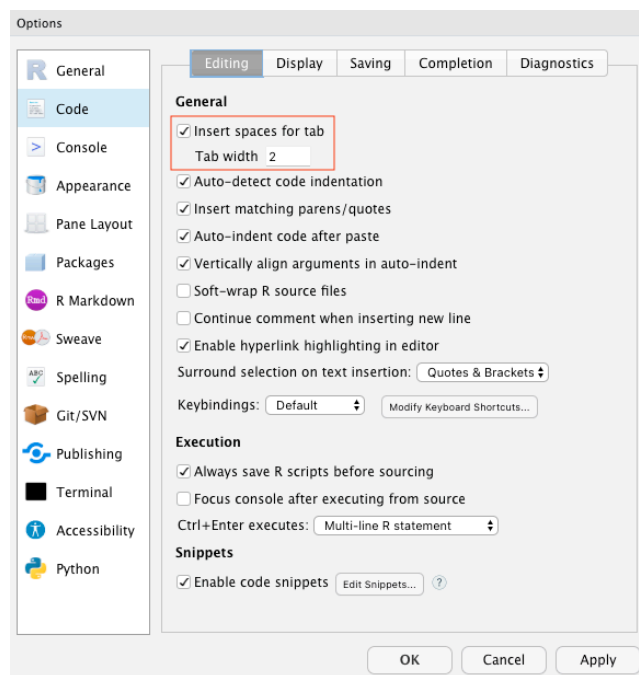 Options
General
Code
Console
Appearance
Pane Layout
Packages
Rmd R Markdown
Sweave
ABC Spelling
Git/SVN
Publishing
Terminal
Accessibility
Python
Editing Display Saving Completion Diagnostics
General
Insert spaces for tab
Tab width 2
Auto-detect code indentation
Insert matching parens/quotes
Auto-indent code after paste
Vertically align arguments in auto-indent
Soft-wrap R source files
Continue comment when inserting new line
Enable hyperlink highlighting in editor
Surround selection on text insertion: Quotes & Brackets
Keybindings: Default Modify Keyboard Shortcuts...
Execution
Always save R scripts before sourcing
Focus console after executing from source
Ctrl+Enter executes: Multi-line R statement
Snippets
Enable code snippets Edit Snippets... ?
OK Cancel Apply